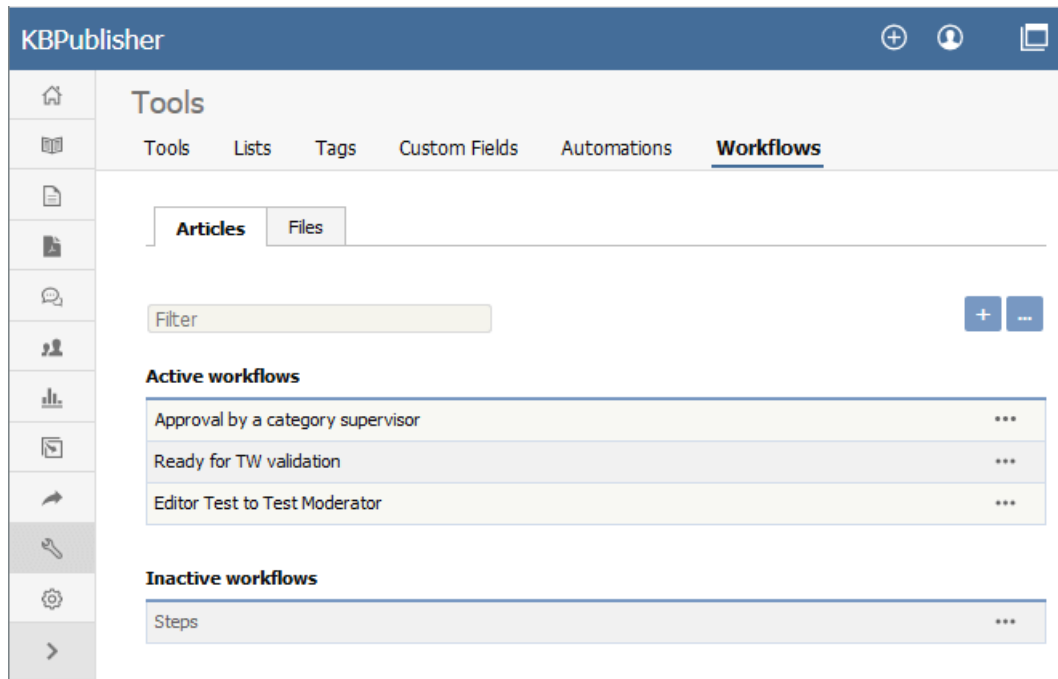 KBPublisher
Tools
Tools Lists Tags Custom Fields Automations Workflows
Articles Files
Filter
+ ...
Active workflows
Approval by a category supervisor ...
Ready for TW validation ...
Editor Test to Test Moderator ...
Inactive workflows
Steps ...